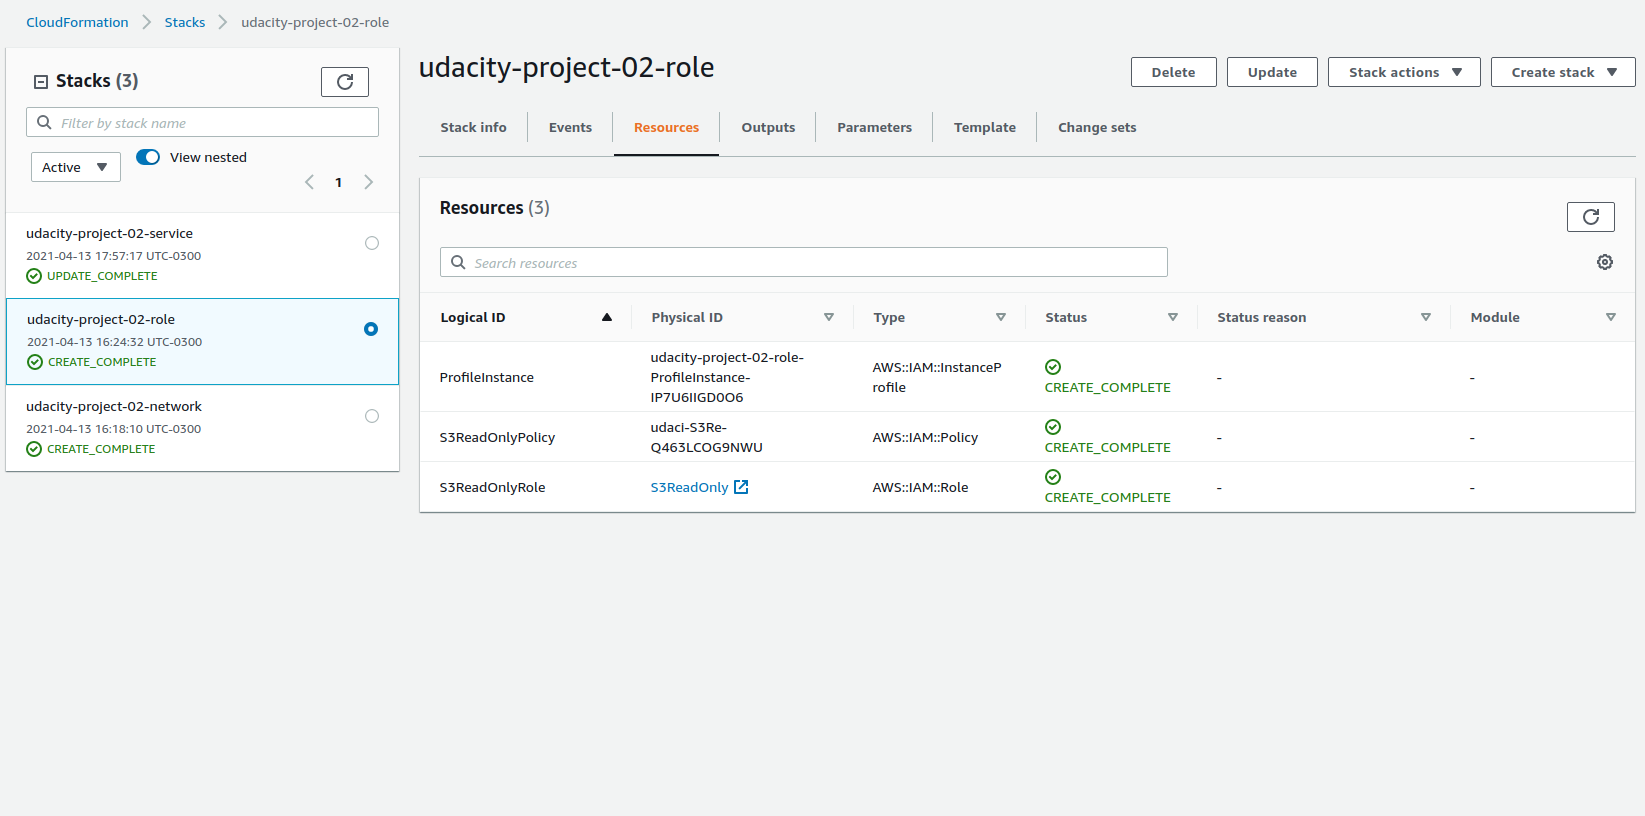 CloudFormation > Stacks > udacity-project-02-role
Stacks (3)
Filter by stack name
Active
View nested
1
udacity-project-02-service
2021-04-13 17:57:17 UTC-0300
UPDATE_COMPLETE
udacity-project-02-role
2021-04-13 16:24:32 UTC-0300
CREATE_COMPLETE
udacity-project-02-network
2021-04-13 16:18:10 UTC-0300
CREATE_COMPLETE
udacity-project-02-role
Delete
Update
Stack actions
Create stack
Stack info
Events
Resources
Outputs
Parameters
Template
Change sets
Resources (3)
Search resources
Logical ID
Physical ID
Type
Status
Status reason
Module
ProfileInstance
udacity-project-02-role-
ProfileInstance-
IP7U6IIGD0O6
AWS::IAM::InstanceP
rofile
CREATE_COMPLETE
-
-
S3ReadOnlyPolicy
udaci-S3Re-
Q463LCOG9NWU
AWS::IAM::Policy
CREATE_COMPLETE
-
-
S3ReadOnlyRole
S3ReadOnly
AWS::IAM::Role
CREATE_COMPLETE
-
-